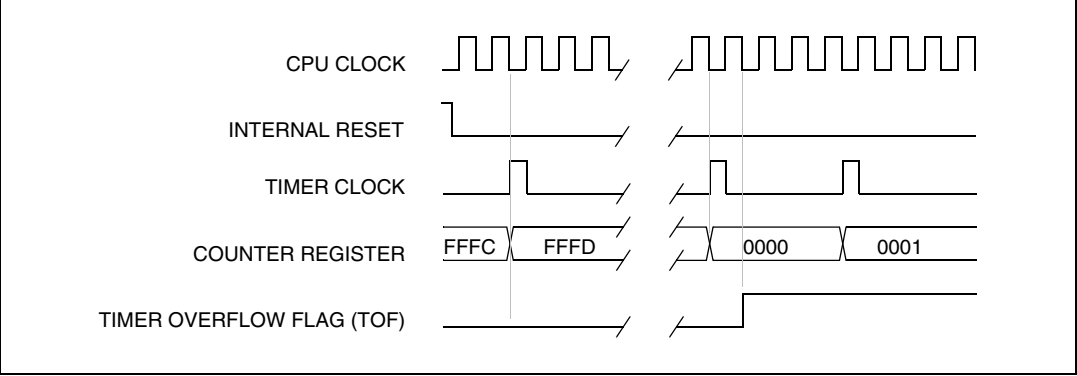 CPU CLOCK
INTERNAL RESET
TIMER CLOCK
COUNTER REGISTER FFFC FFFD 0000 0001
TIMER OVERFLOW FLAG (TOF)